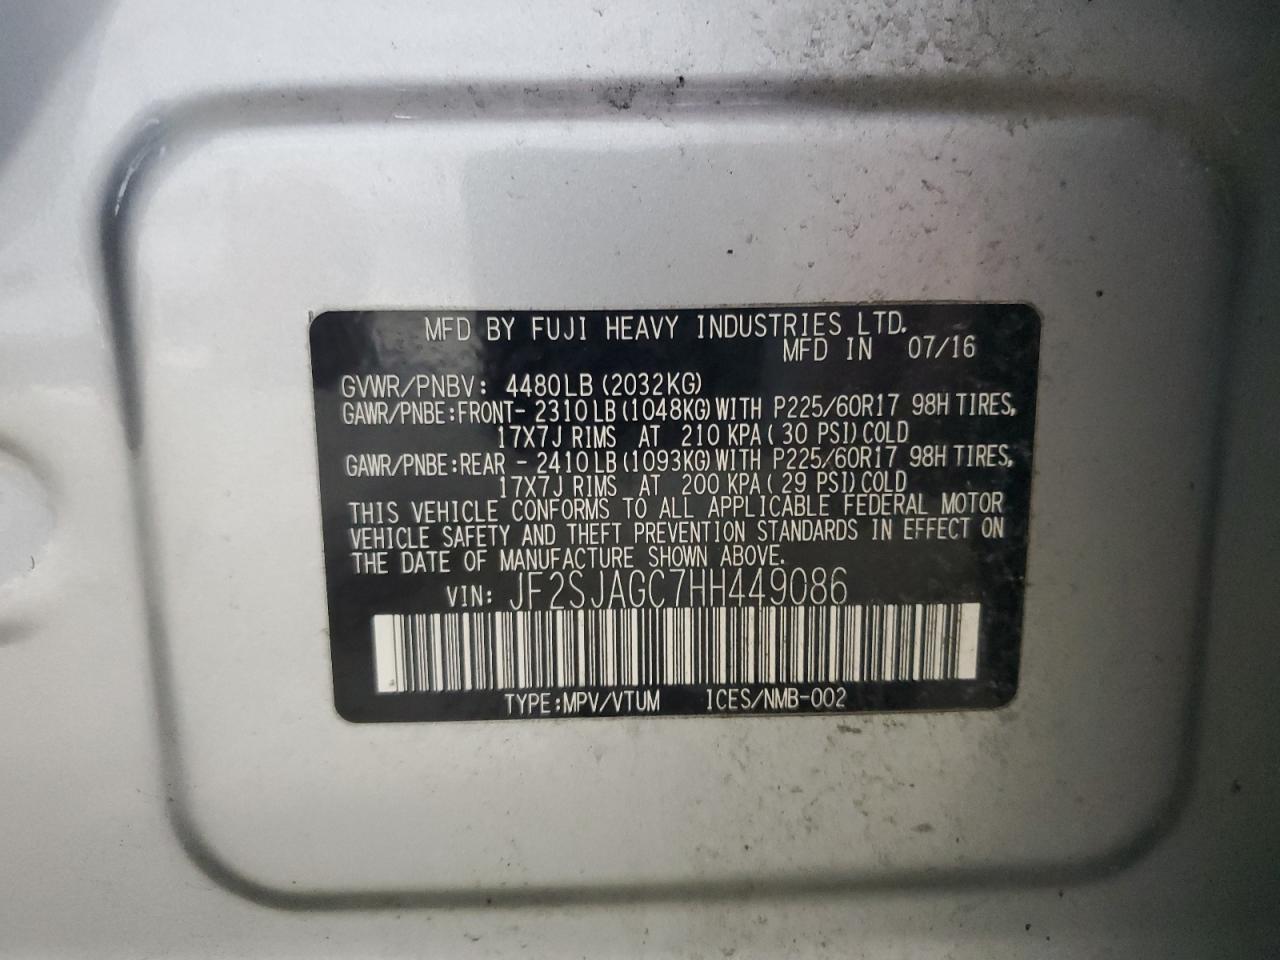 MFD BY FUJI HEAVY INDUSTRIES LTD.
MFD IN 07/16
GVWR/PNBV: 4480LB (2032KG)
GAWR/PNBE:FRONT- 2310LB (1048KG) WITH P225/60R17 98H TIRES,
17X7J RIMS AT 210 KPA( 30 PSI) COLD
GAWR/PNBE:REAR - 2410LB (1093KG) WITH P225/60R17 98H TIRES,
17X7J RIMS AT 200 KPA( 29 PSI) COLD
THIS VEHICLE CONFORMS TO ALL APPLICABLE FEDERAL MOTOR
VEHICLE SAFETY AND THEFT PREVENTION STANDARDS IN EFFECT ON
THE DATE OF MANUFACTURE SHOWN ABOVE.
VIN: JF2SJAGC7HH449086
TYPE:MPV/VTUM ICES/NMB-002